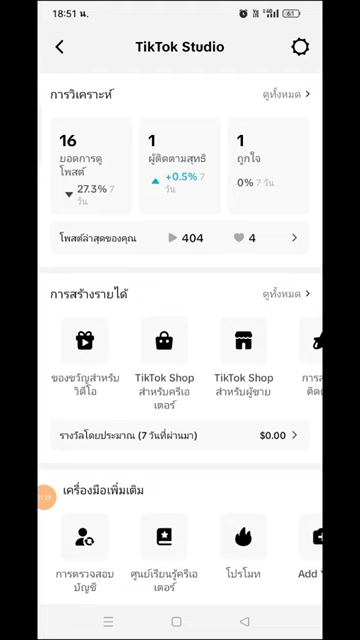 18:51 น.
61
TikTok Studio
การวิเคราะห์
ดูทั้งหมด
16
1
1
ยอดการดู
ผู้ติดตามสุทธิ
ถูกใจ
โพสต์
27.3% 7
วัน
+0.5% 7
วัน
0% 7 วัน
โพสต์ล่าสุดของคุณ
404
4
การสร้างรายได้
ดูทั้งหมด
ของขวัญสำหรับ
วิดีโอ
TikTok Shop
สำหรับครีเอ
เตอร์
TikTok Shop
สำหรับผู้ขาย
รางวัลโดยประมาณ (7 วันที่ผ่านมา)
$0.00
เครื่องมือเพิ่มเติม
การตรวจสอบ
บัญชี
ศูนย์เรียนรู้ครีเอ
เตอร์
โปรโมท
Add